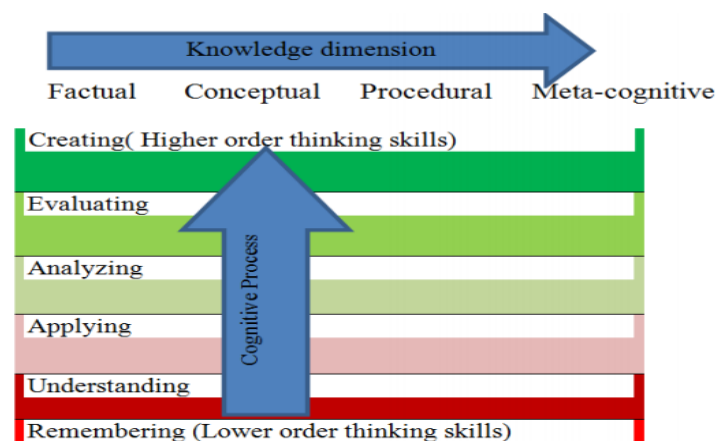 Knowledge dimension
Factual Conceptual Procedural Meta-cognitive
Creating( Higher order thinking skills)
Evaluating
Analyzing
Applying
Understanding
Remembering (Lower order thinking skills)
Cognitive Process